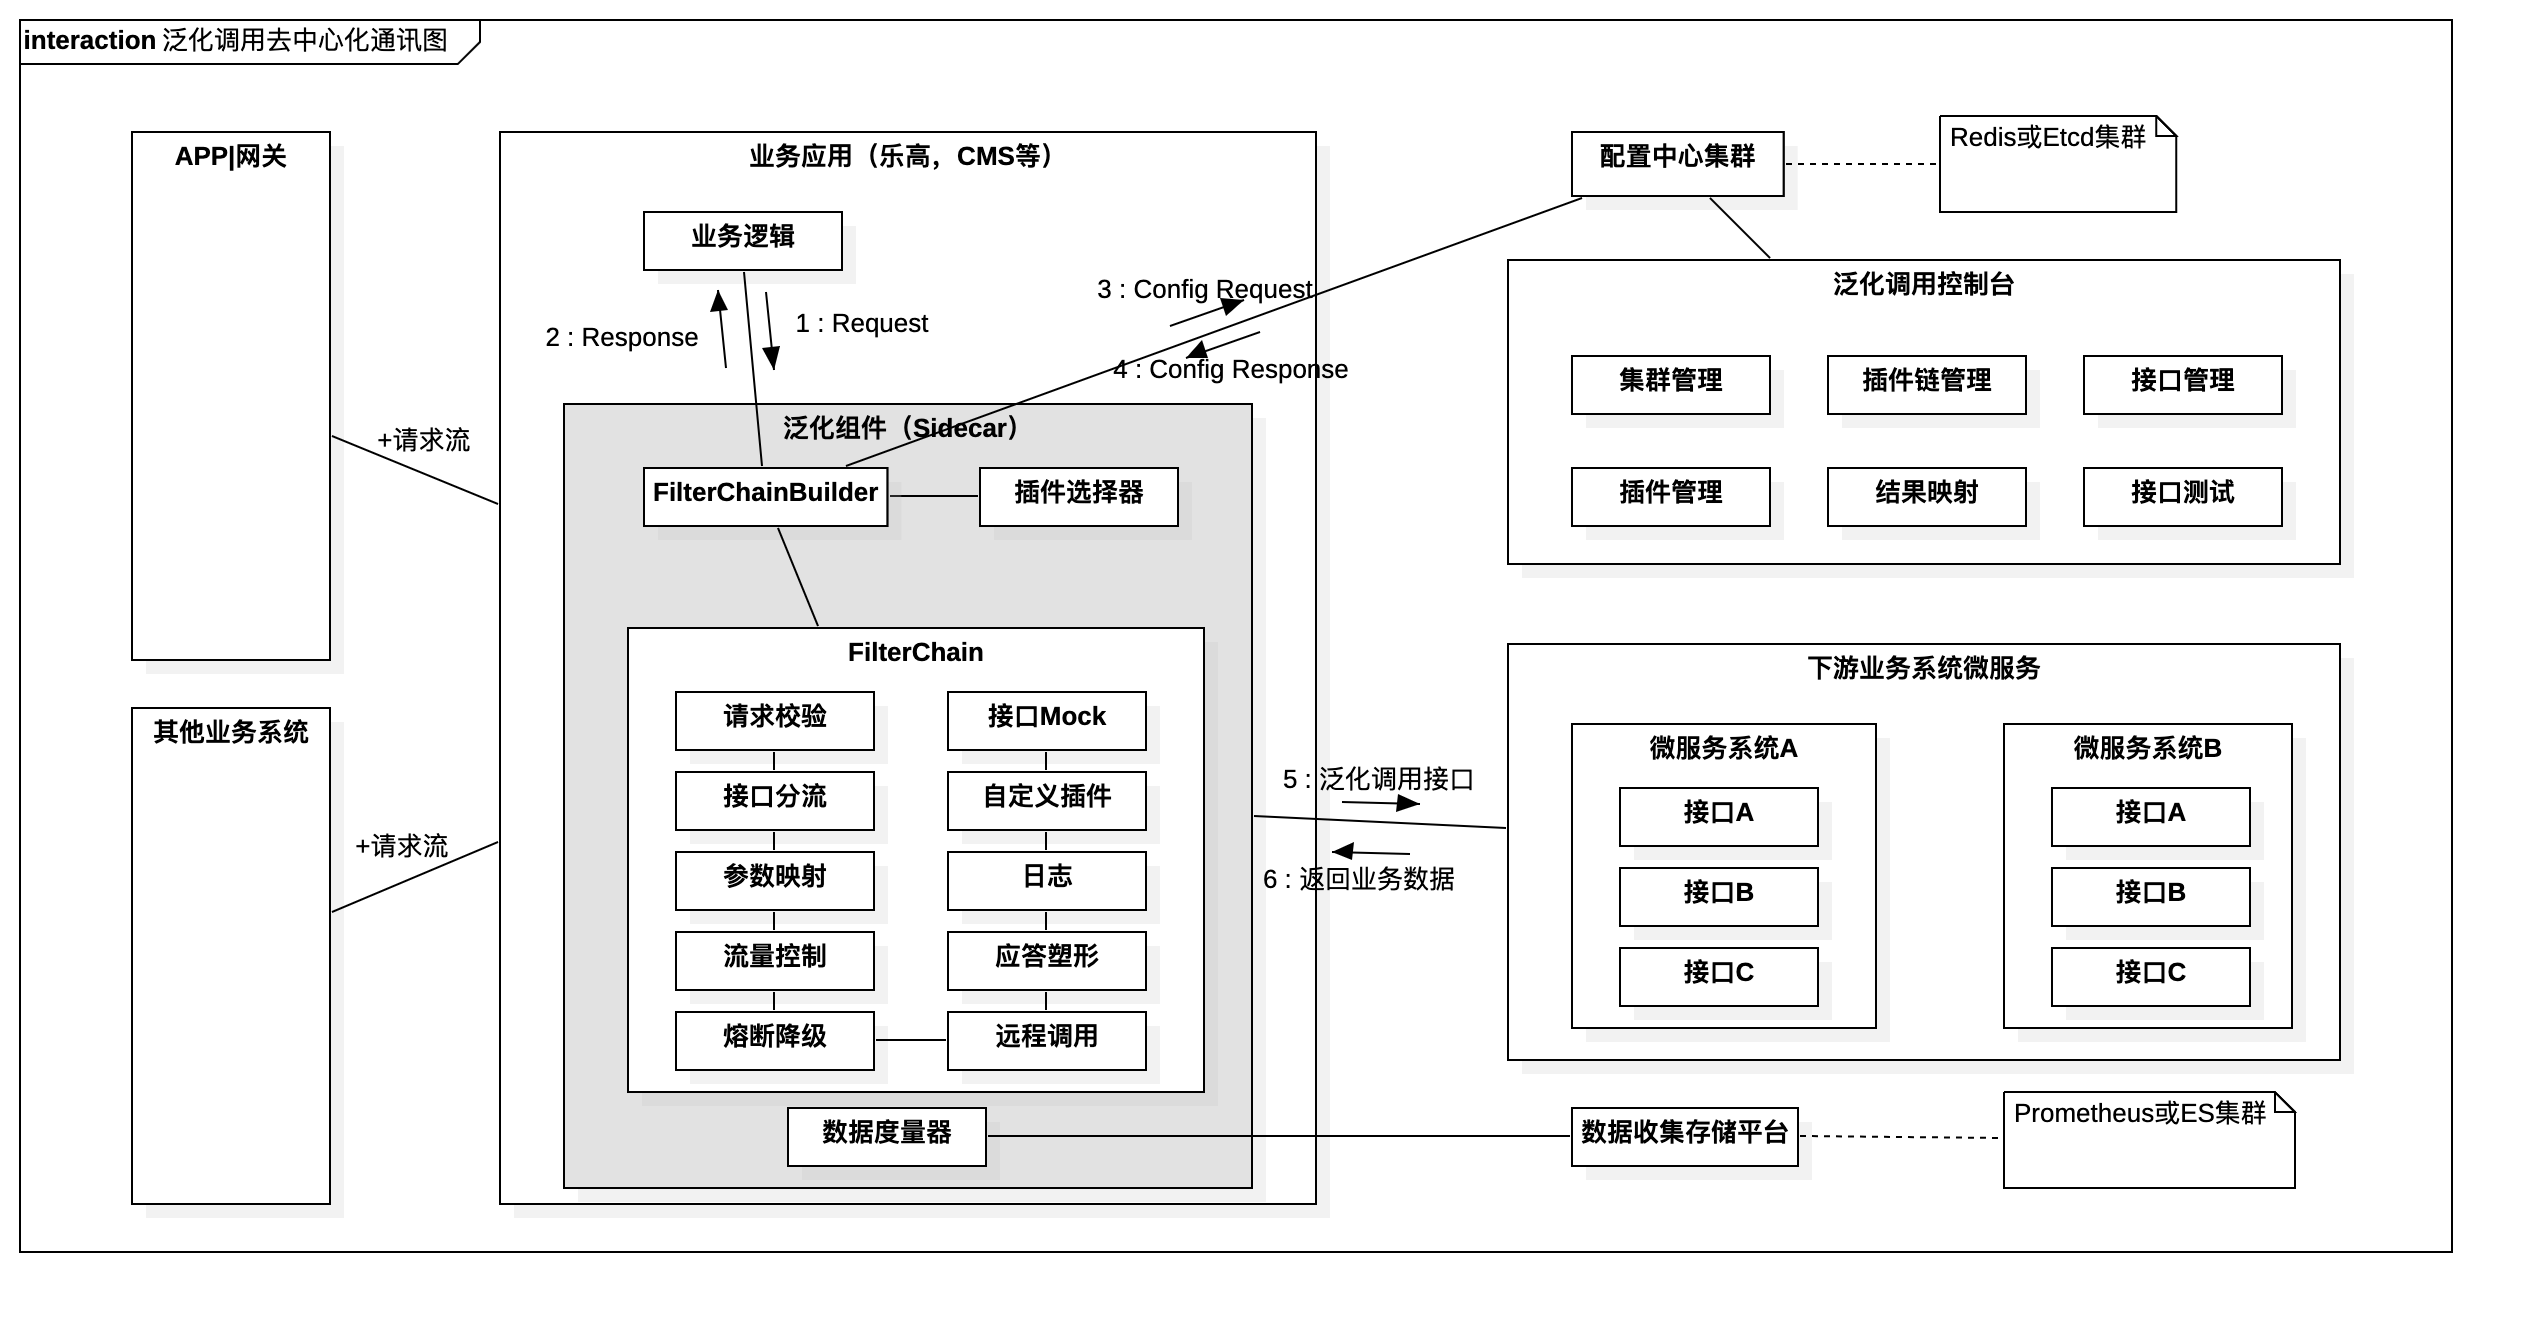 interaction 泛化调用去中心化通讯图
APP|网关
业务应用（乐高，CMS等）
配置中心集群
Redis或Etcd集群
业务逻辑
泛化调用控制台
3 : Config Request
1 : Request
2 : Response
4 : Config Response
集群管理
插件链管理
接口管理
+请求流
泛化组件（Sidecar）
FilterChainBuilder
插件选择器
插件管理
结果映射
接口测试
FilterChain
下游业务系统微服务
请求校验
接口Mock
其他业务系统
微服务系统A
微服务系统B
5 : 泛化调用接口
接口分流
自定义插件
接口A
接口A
+请求流
参数映射
日志
6 : 返回业务数据
接口B
接口B
流量控制
应答塑形
接口C
接口C
熔断降级
远程调用
数据度量器
数据收集存储平台
Prometheus或ES集群